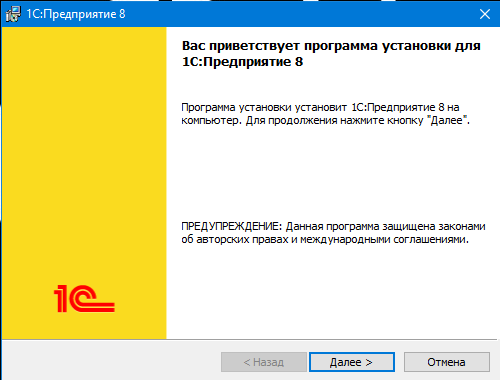 1С:Предприятие 8
Вас приветствует программа установки для
1С:Предприятие 8
Программа установки установит 1С:Предприятие 8 на
компьютер. Для продолжения нажмите кнопку "Далее".
ПРЕДУПРЕЖДЕНИЕ: Данная программа защищена законами
об авторских правах и международными соглашениями.
1С
< Назад
Далее >
Отмена